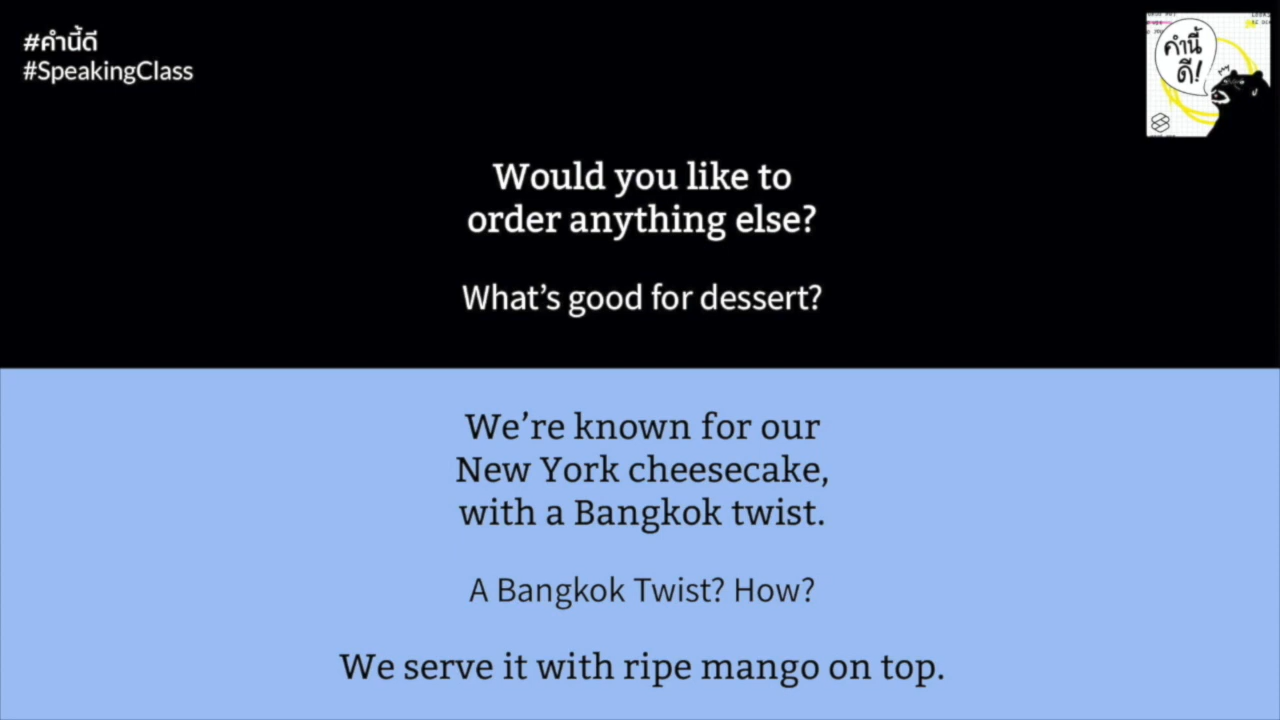 #คำนี้ดี
#SpeakingClass
คำนี้
ดี!
Would you like to
order anything else?
What's good for dessert?
We're known for our
New York cheesecake,
with a Bangkok twist.
A Bangkok Twist? How?
We serve it with ripe mango on top.